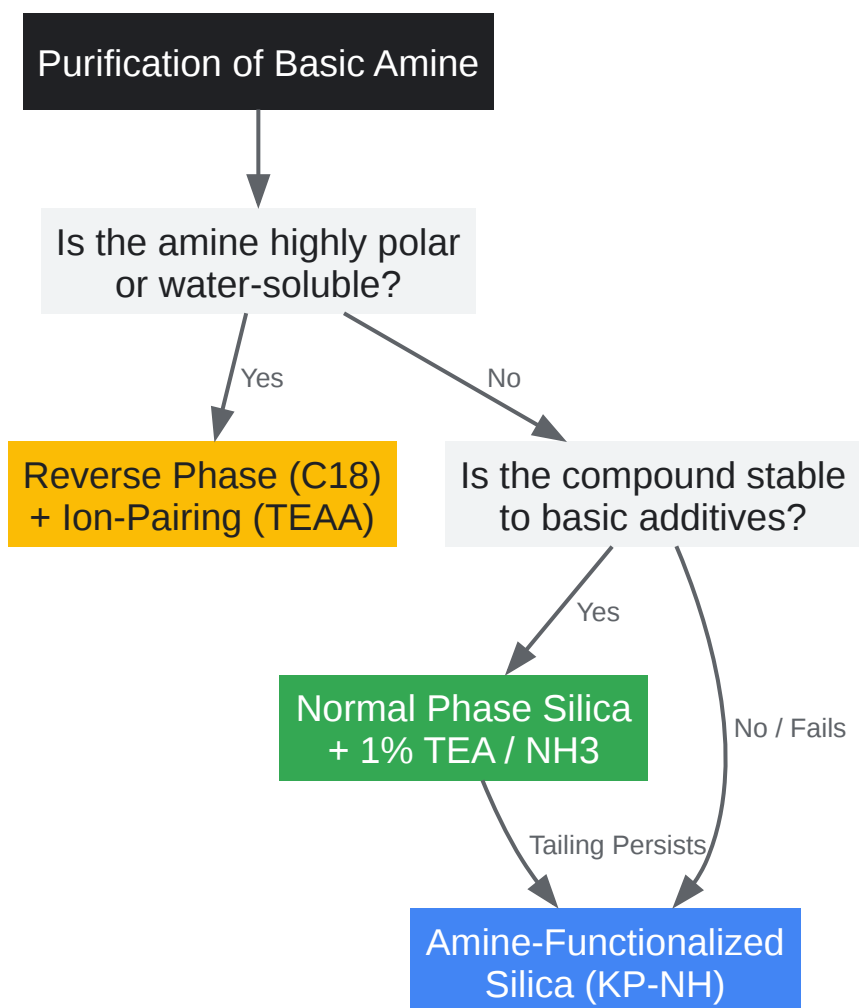 Purification of Basic Amine
Is the amine highly polar
or water-soluble?
Yes
No
Reverse Phase (C18)
+ Ion-Pairing (TEAA)
Is the compound stable
to basic additives?
Yes
Normal Phase Silica
+ 1% TEA / NH3
No / Fails
Tailing Persists
Amine-Functionalized
Silica (KP-NH)